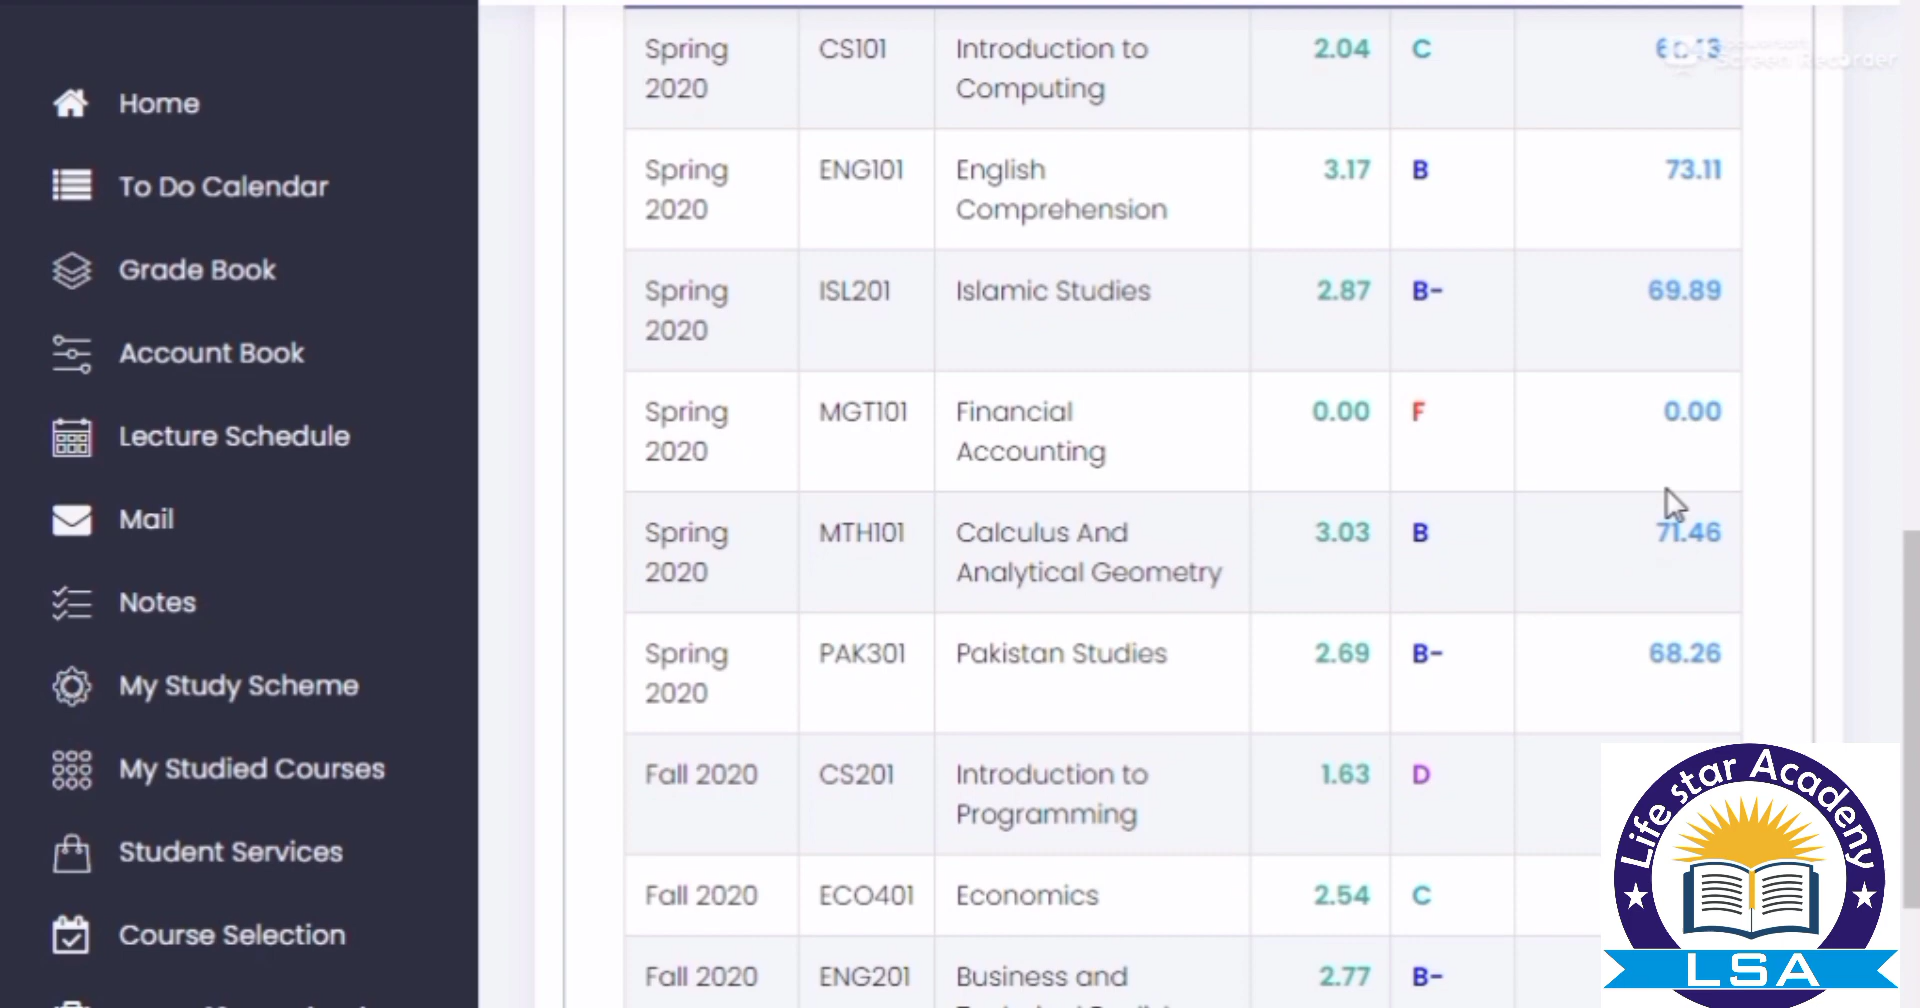 Home
To Do Calendar
Grade Book
Account Book
Lecture Schedule
Mail
Notes
My Study Scheme
My Studied Courses
Student Services
Course Selection
Spring 2020 CS101 Introduction to Computing 2.04 C
Spring 2020 ENG101 English Comprehension 3.17 B 73.11
Spring 2020 ISL201 Islamic Studies 2.87 B- 69.89
Spring 2020 MGT101 Financial Accounting 0.00 F 0.00
Spring 2020 MTH101 Calculus And Analytical Geometry 3.03 B 71.46
Spring 2020 PAK301 Pakistan Studies 2.69 B- 68.26
Fall 2020 CS201 Introduction to Programming 1.63 D
Fall 2020 ECO401 Economics 2.54 C
Fall 2020 ENG201 Business and 2.77 B-
Screen Recorder
Life star Academy
LSA